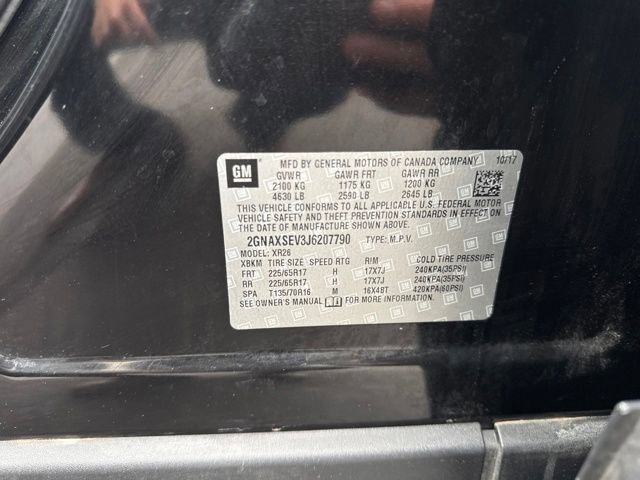 GM
MFD BY GENERAL MOTORS OF CANADA COMPANY 10/17
GVWR GAWR FRT GAWR RR
2100 KG 1175 KG 1200 KG
4630 LB 2590 LB 2645 LB
THIS VEHICLE CONFORMS TO ALL APPLICABLE U.S. FEDERAL MOTOR
VEHICLE SAFETY AND THEFT PREVENTION STANDARDS IN EFFECT ON
THE DATE OF MANUFACTURE SHOWN ABOVE.
2GNAXSEV3J6207790 TYPE: M.P.V.
MODEL: XR26
XBKM TIRE SIZE SPEED RTG RIM COLD TIRE PRESSURE
FRT 225/65R17 H 17X7J 240KPA(35PSI)
RR 225/65R17 H 17X7J 240KPA(35PSI)
SPA T135/70R16 M 16X4BT 420KPA(60PSI)
SEE OWNER'S MANUAL FOR MORE INFORMATION.